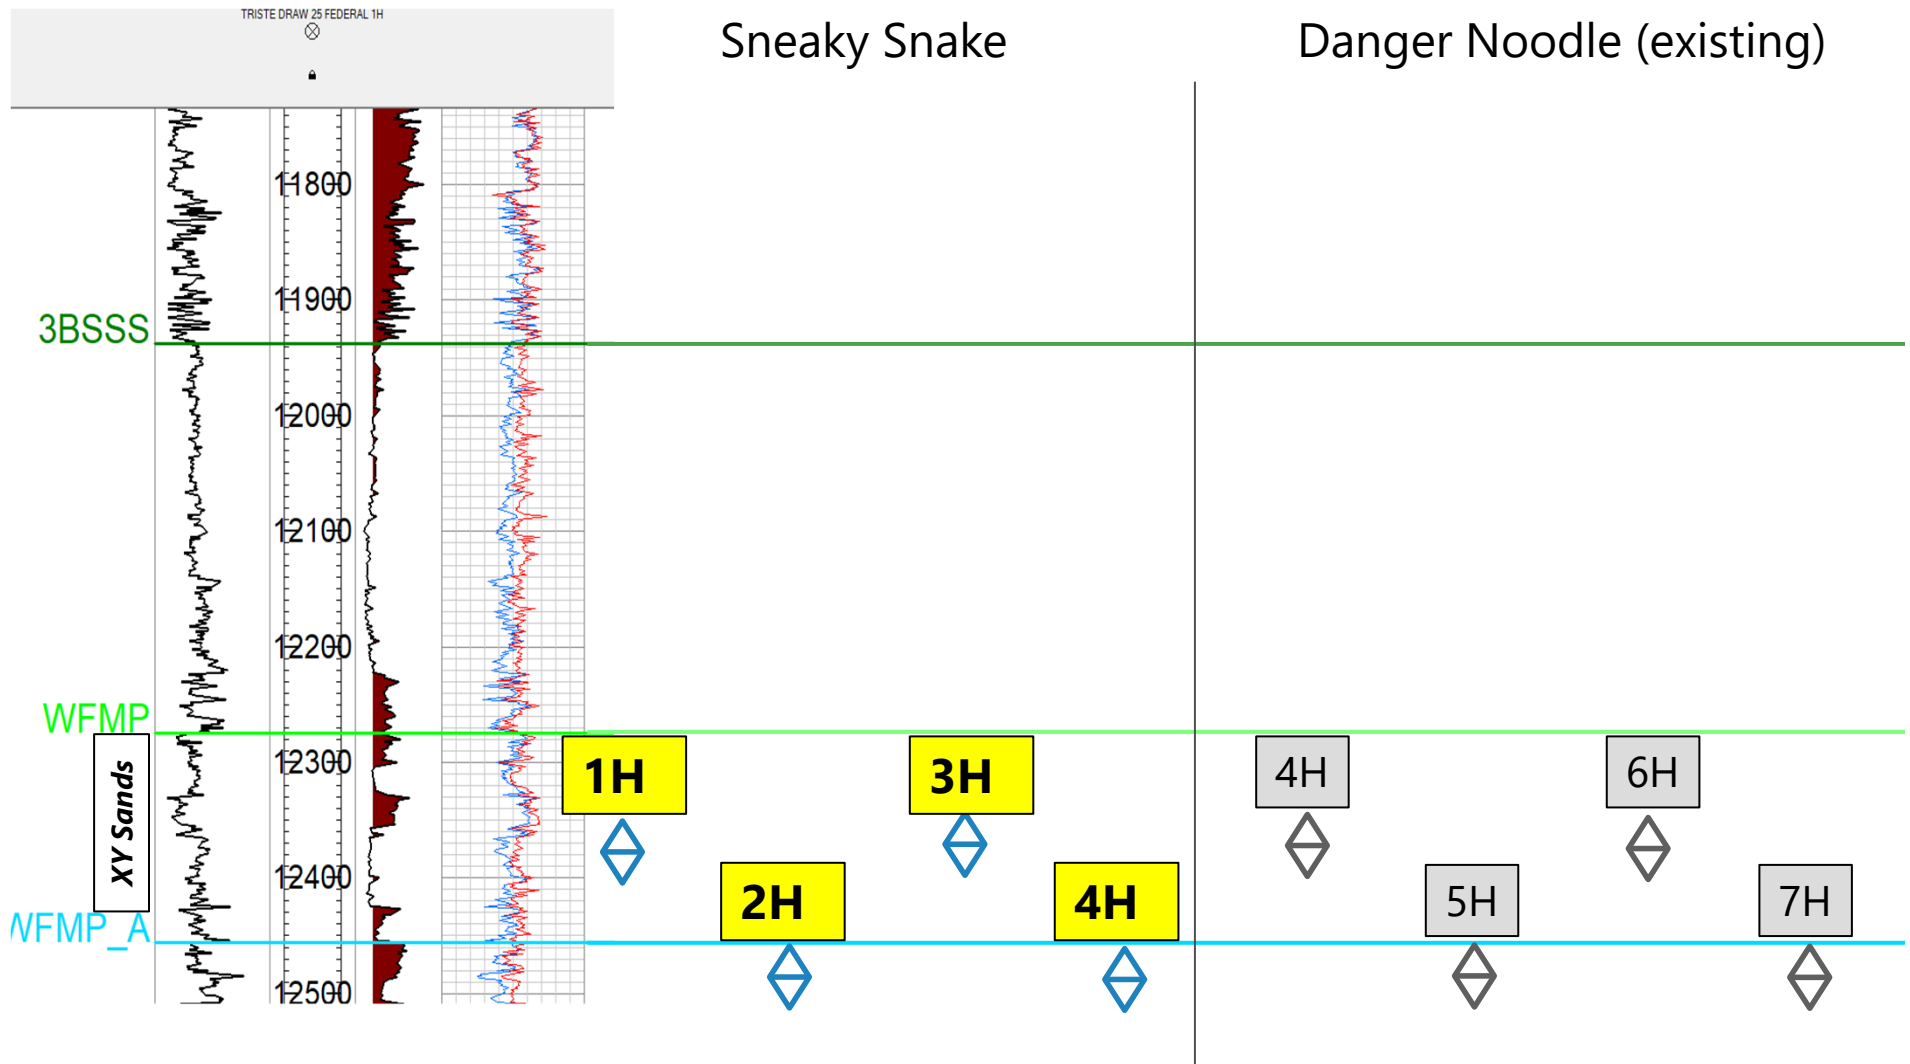 TRISTE DRAW 25 FEDERAL 1H
Sneaky Snake
Danger Noodle (existing)
11800
11900
3BSSS
12000
12100
12200
WFMP
12300
XY Sands
12400
WFMP_A
12500
1H
3H
2H
4H
4H
6H
5H
7H